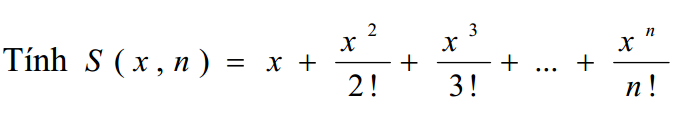 Tính S ( x , n ) = x + x^2/2! + x^3/3! + ... + x^n/n!